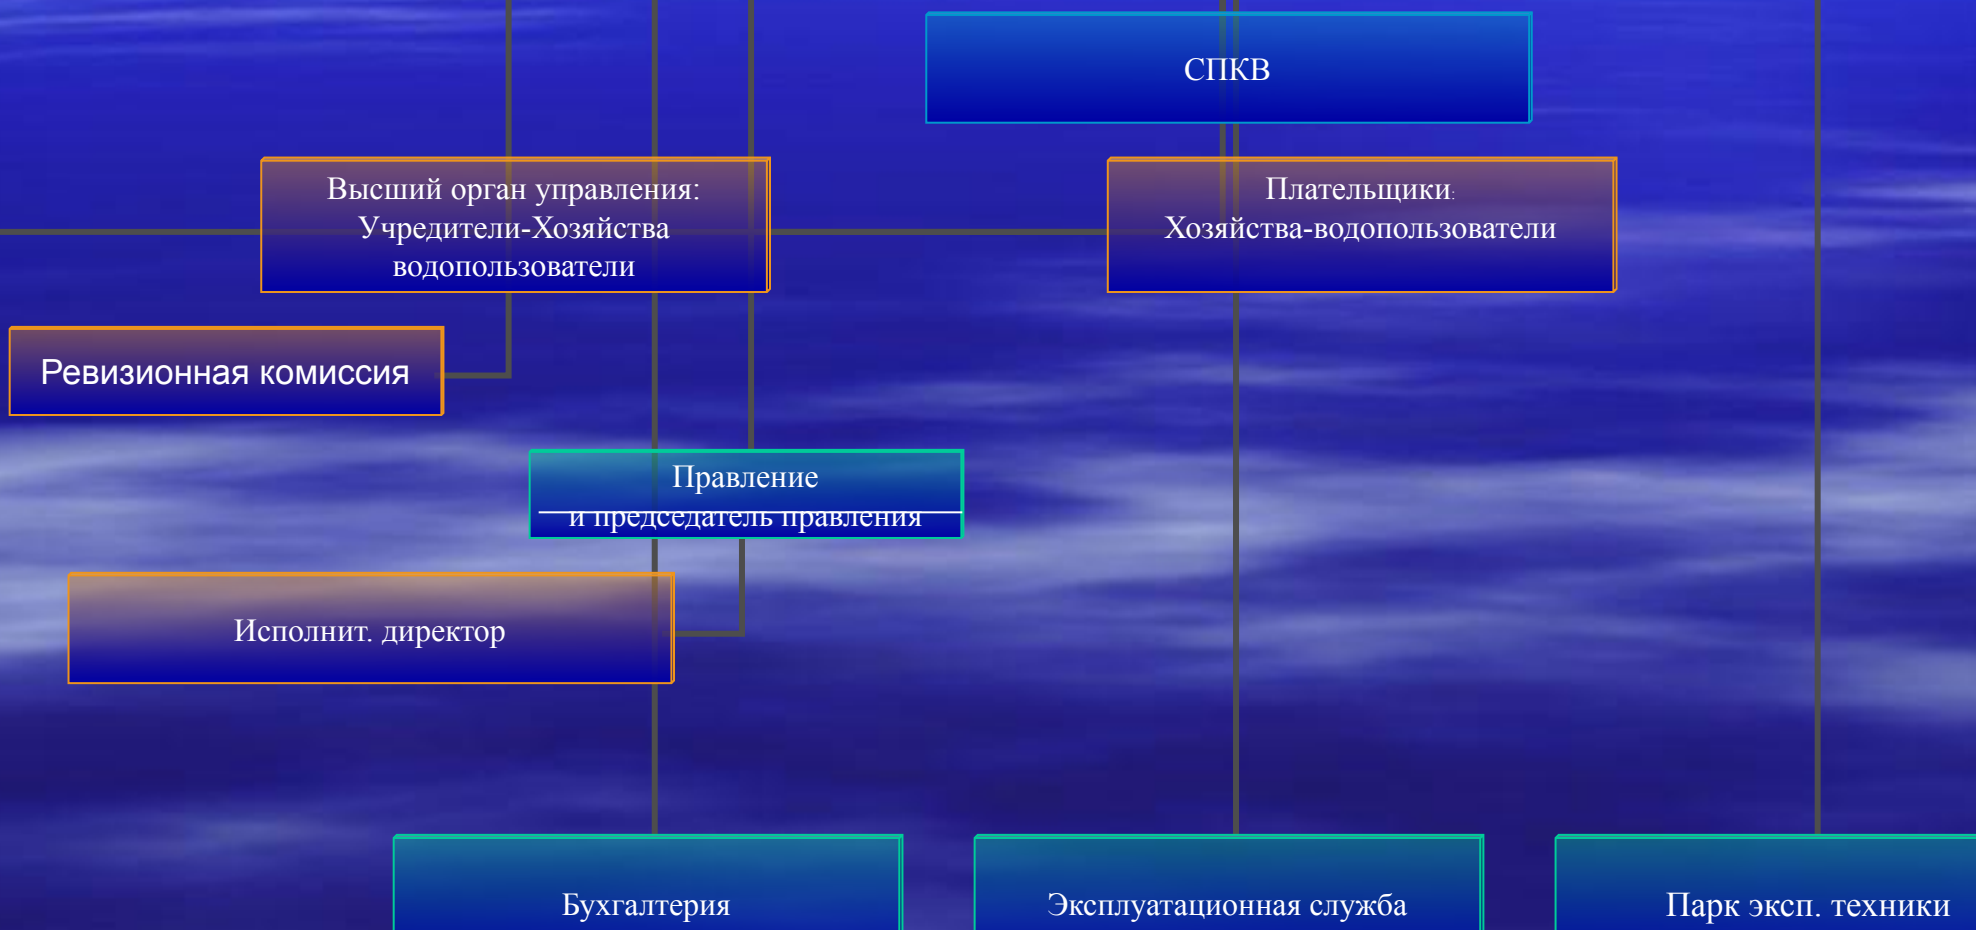 СПКВ
Высший орган управления:
Учредители-Хозяйства
водопользователи
Плательщики:
Хозяйства-водопользователи
Ревизионная комиссия
Правление
и председатель правления
Исполнит. директор
Бухгалтерия
Эксплуатационная служба
Парк эксп. техники